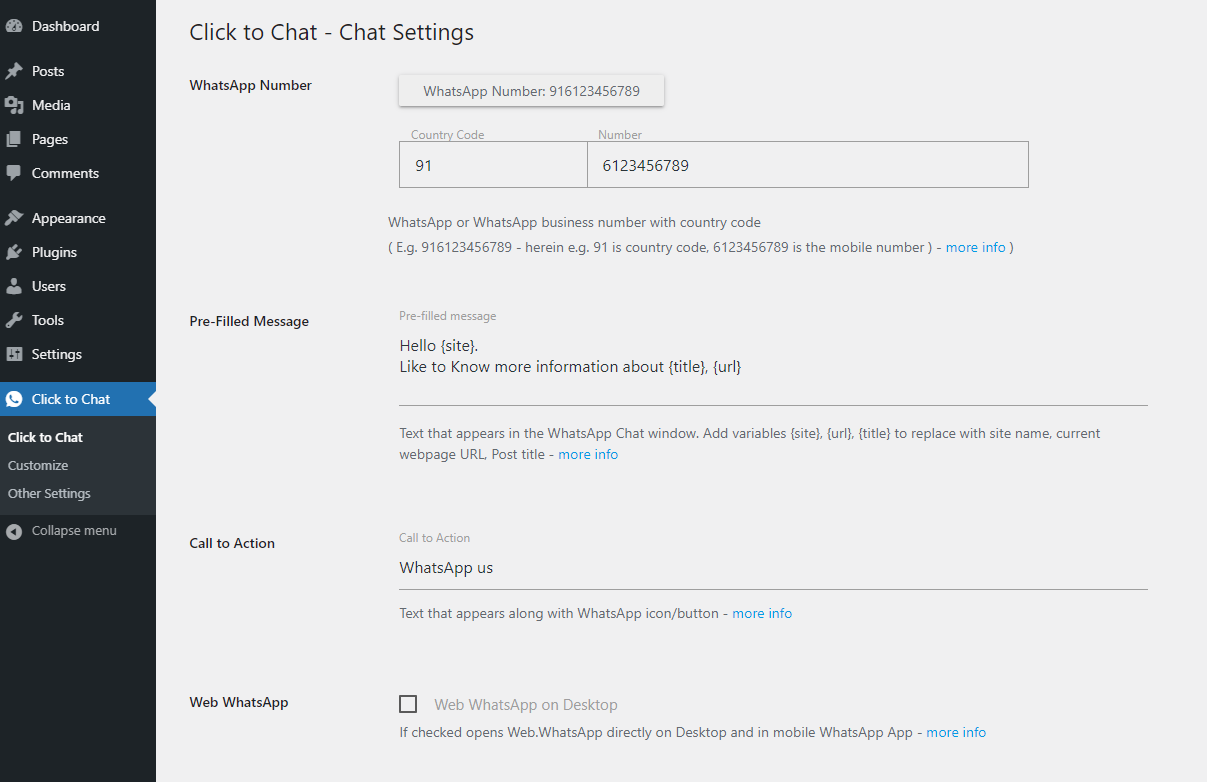 Dashboard
Posts
Media
Pages
Comments
Appearance
Plugins
Users
Tools
Settings
Click to Chat
Click to Chat
Customize
Other Settings
Collapse menu
Click to Chat - Chat Settings
WhatsApp Number
WhatsApp Number: 916123456789
Country Code
Number
91
6123456789
WhatsApp or WhatsApp business number with country code
( E.g. 916123456789 - herein e.g. 91 is country code, 6123456789 is the mobile number ) - more info )
Pre-Filled Message
Pre-filled message
Hello {site}.
Like to Know more information about {title}, {url}
Text that appears in the WhatsApp Chat window. Add variables {site}, {url}, {title} to replace with site name, current
webpage URL, Post title - more info
Call to Action
Call to Action
WhatsApp us
Text that appears along with WhatsApp icon/button - more info
Web WhatsApp
Web WhatsApp on Desktop
If checked opens Web.WhatsApp directly on Desktop and in mobile WhatsApp App - more info